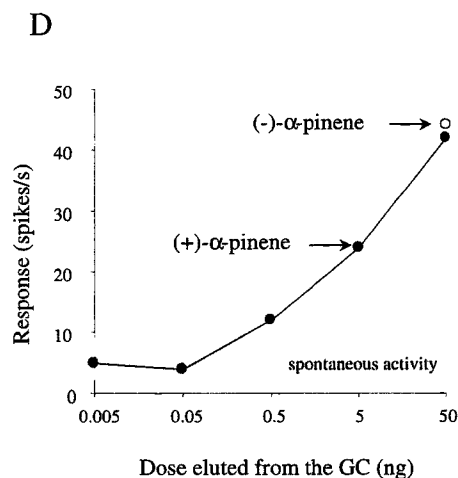 D
50
(-)-α-pinene
40
30
(+)-α-pinene
20
10
spontaneous activity
0
0.005 0.05 0.5 5 50
Response (spikes/s)
Dose eluted from the GC (ng)